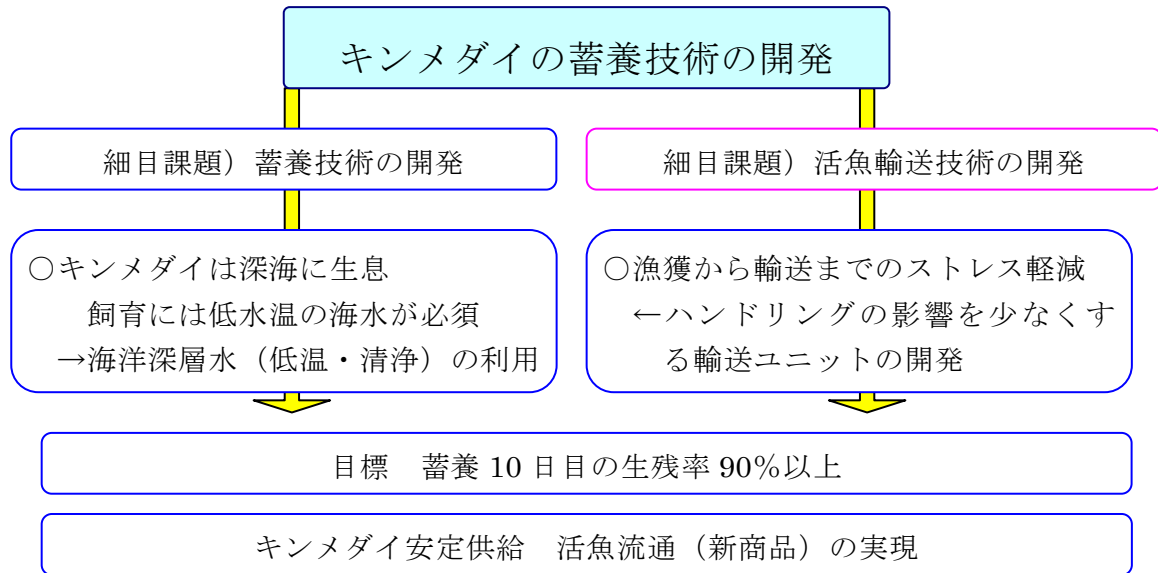 キンメダイの蓄養技術の開発
細目課題）蓄養技術の開発
細目課題）活魚輸送技術の開発
○キンメダイは深海に生息
飼育には低水温の海水が必須
→海洋深層水（低温・清浄）の利用
○漁獲から輸送までのストレス軽減
←ハンドリングの影響を少なくす
る輸送ユニットの開発
目標　蓄養 10 日目の生残率 90％以上
キンメダイ安定供給　活魚流通（新商品）の実現